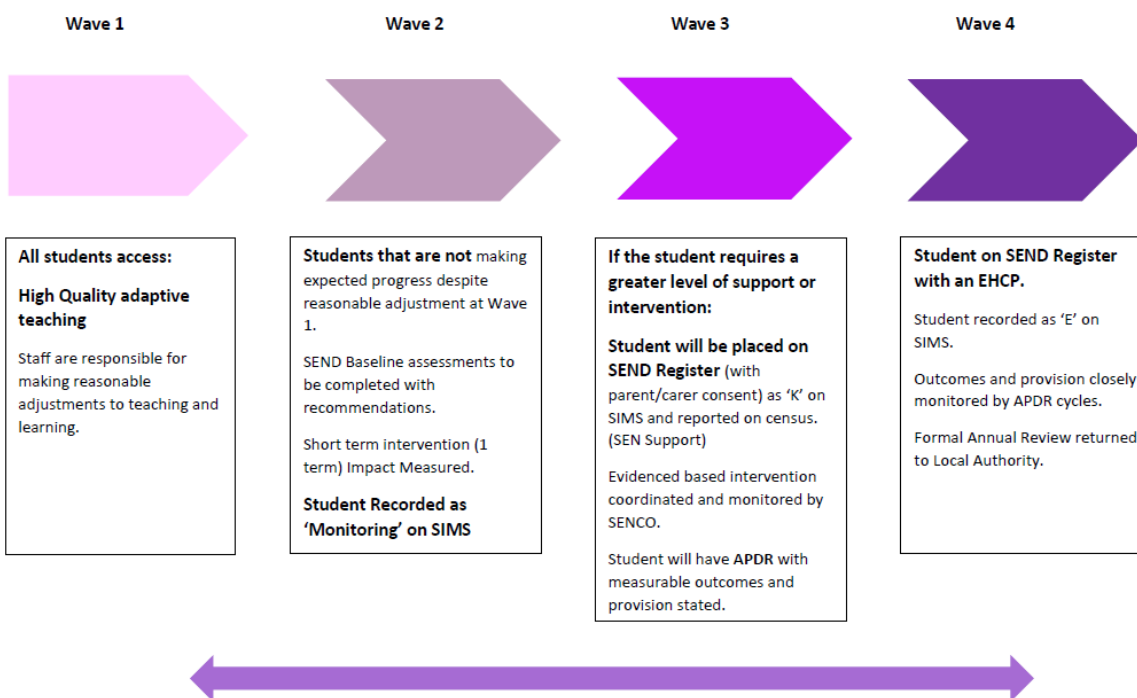 Wave 1
Wave 2
Wave 3
Wave 4
All students access:
High Quality adaptive
teaching
Staff are responsible for
making reasonable
adjustments to teaching and
learning.
Students that are not making
expected progress despite
reasonable adjustment at Wave
1.
SEND Baseline assessments to
be completed with
recommendations.
Short term intervention (1
term) Impact Measured.
Student Recorded as
‘Monitoring’ on SIMS
If the student requires a
greater level of support or
intervention:
Student will be placed on
SEND Register (with
parent/carer consent) as ‘K’ on
SIMS and reported on census.
(SEN Support)
Evidenced based intervention
coordinated and monitored by
SENCO.
Student will have APDR with
measurable outcomes and
provision stated.
Student on SEND Register
with an EHCP.
Student recorded as ‘E’ on
SIMS.
Outcomes and provision closely
monitored by APDR cycles.
Formal Annual Review returned
to Local Authority.